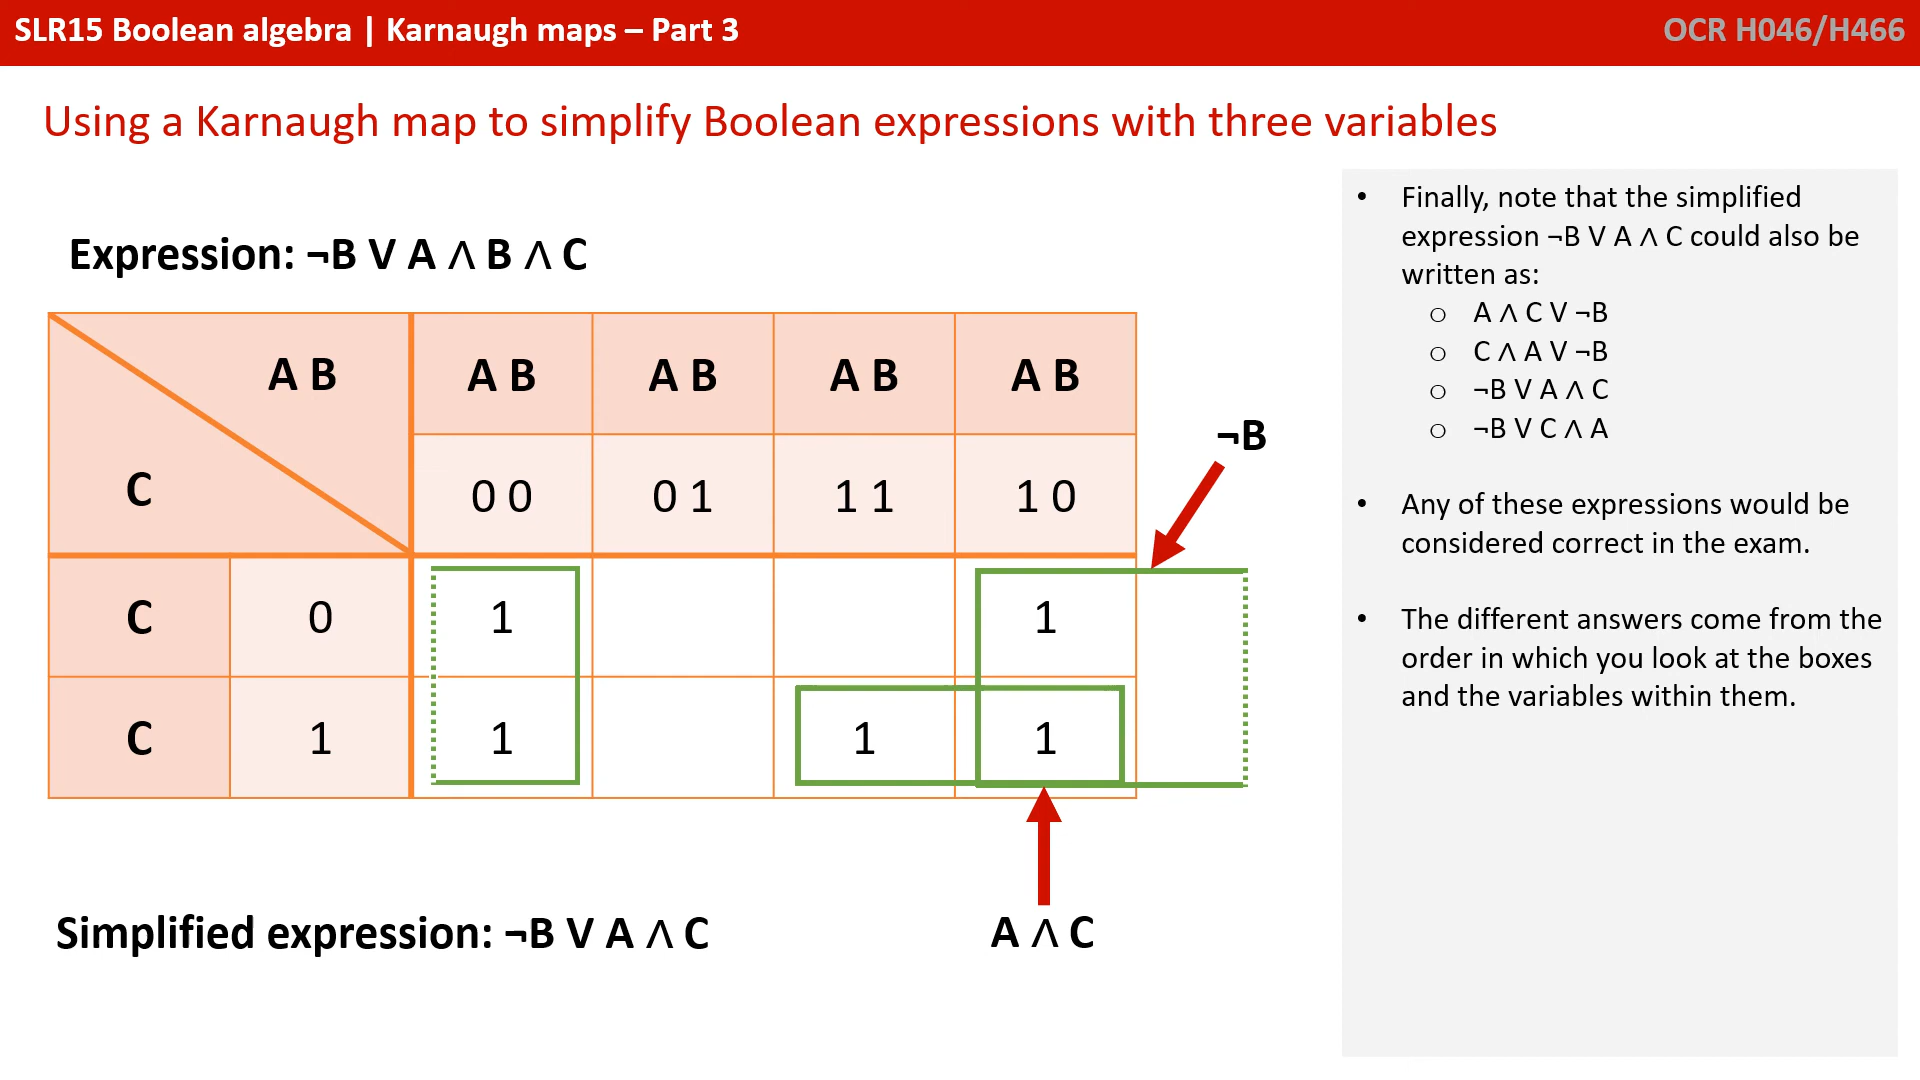 SLR15 Boolean algebra | Karnaugh maps – Part 3
OCR H046/H466
Using a Karnaugh map to simplify Boolean expressions with three variables
Expression: ¬B V A ∧ B ∧ C
A B
C
A B A B A B A B
0 0 0 1 1 1 1 0
C 0 1 1
C 1 1 1 1
¬B
A ∧ C
Simplified expression: ¬B V A ∧ C
• Finally, note that the simplified
expression ¬B V A ∧ C could also be
written as:
o A ∧ C V ¬B
o C ∧ A V ¬B
o ¬B V A ∧ C
o ¬B V C ∧ A
• Any of these expressions would be
considered correct in the exam.
• The different answers come from the
order in which you look at the boxes
and the variables within them.